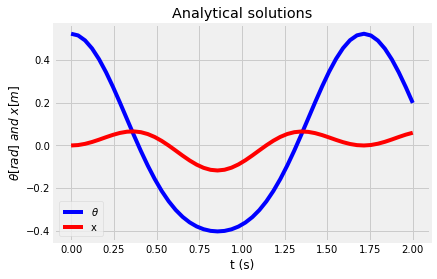 Analytical solutions
θ[rad] and x[m]
0.4
0.2
0.0
−0.2
−0.4
θ
x
0.00 0.25 0.50 0.75 1.00 1.25 1.50 1.75 2.00
t (s)